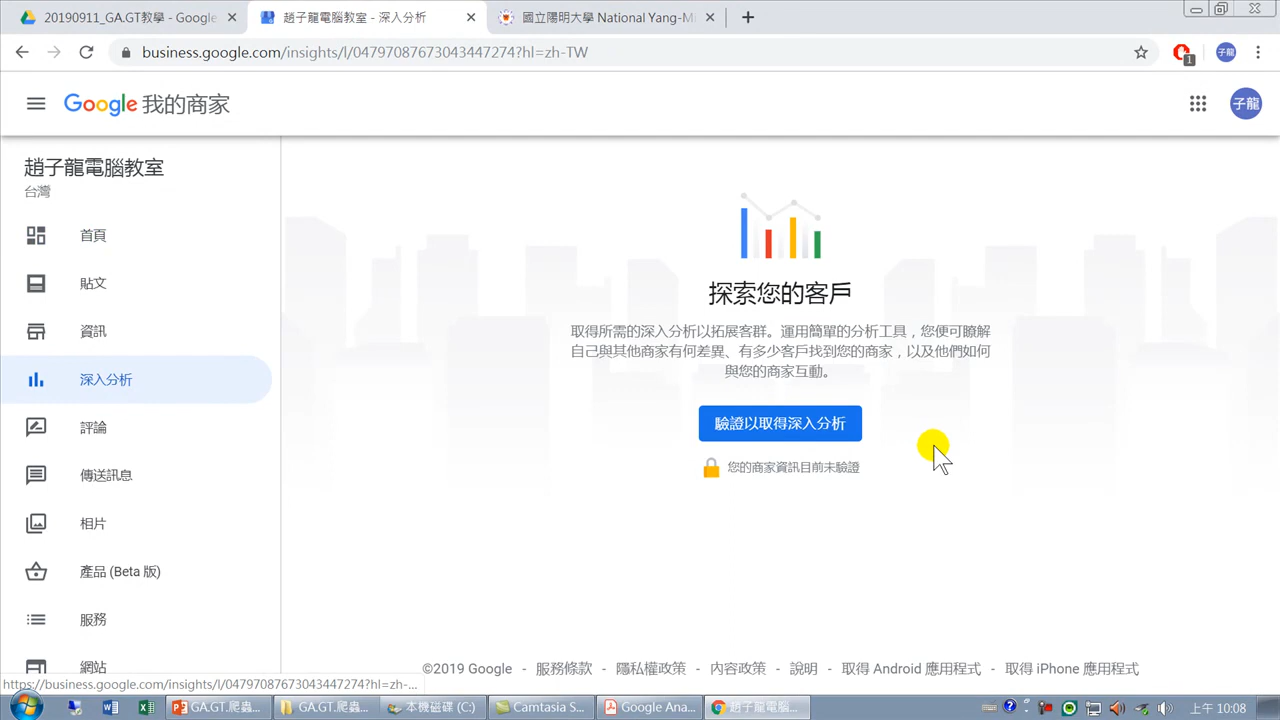 20190911_GA.GT教學 - Google
趙子龍電腦教室 - 深入分析
國立陽明大學 National Yang-Mi
business.google.com/insights/l/04797087673043447274?hl=zh-TW
1
子龍
Google 我的商家
子龍
趙子龍電腦教室
台灣
首頁
貼文
資訊
深入分析
評論
傳送訊息
相片
產品 (Beta 版)
服務
網站
探索您的客戶
取得所需的深入分析以拓展客群。運用簡單的分析工具，您便可瞭解
自己與其他商家有何差異、有多少客戶找到您的商家，以及他們如何
與您的商家互動。
驗證以取得深入分析
您的商家資訊目前未驗證
©2019 Google - 服務條款 - 隱私權政策 - 內容政策 - 說明 - 取得 Android 應用程式 - 取得 iPhone 應用程式
https://business.google.com/insights/l/04797087673043447274?hl=zh-...
GA.GT.爬蟲...
GA.GT.爬蟲...
本機磁碟 (C:)
Camtasia S...
Google Ana...
趙子龍電腦...
上午 10:08